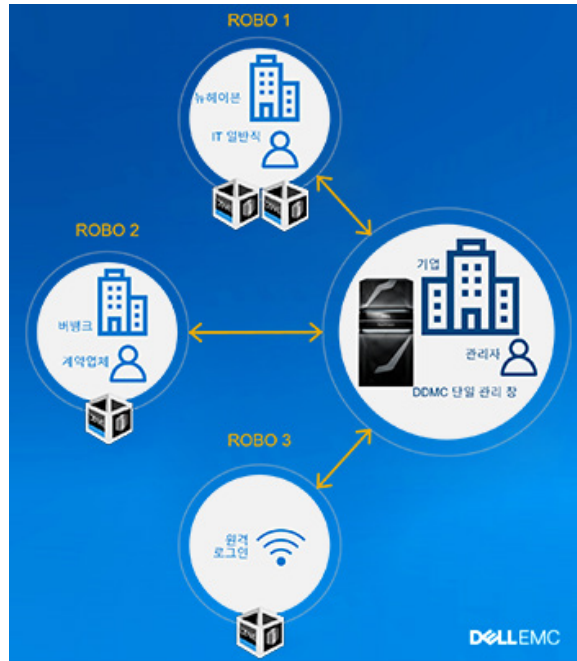 ROBO 1
뉴헤이븐
IT 일반직
ROBO 2
버뱅크
계약업체
기업
관리자
DDMC 단일 관리 창
ROBO 3
원격
로그인
DELLEMC